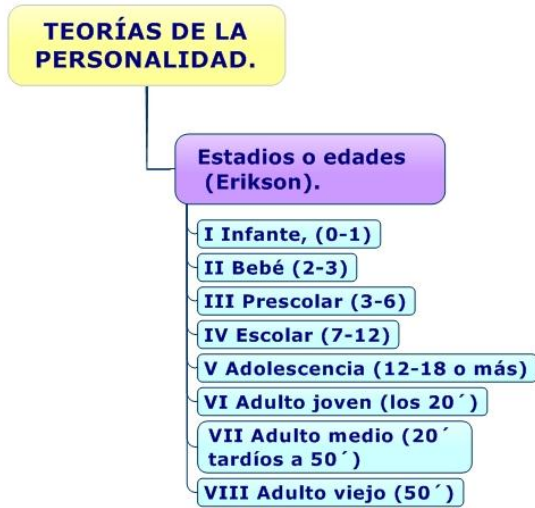 TEORÍAS DE LA
PERSONALIDAD.
Estadios o edades
(Erikson).
I Infante, (0-1)
II Bebé (2-3)
III Prescolar (3-6)
IV Escolar (7-12)
V Adolescencia (12-18 o más)
VI Adulto joven (los 20´)
VII Adulto medio (20´
tardíos a 50´)
VIII Adulto viejo (50´)